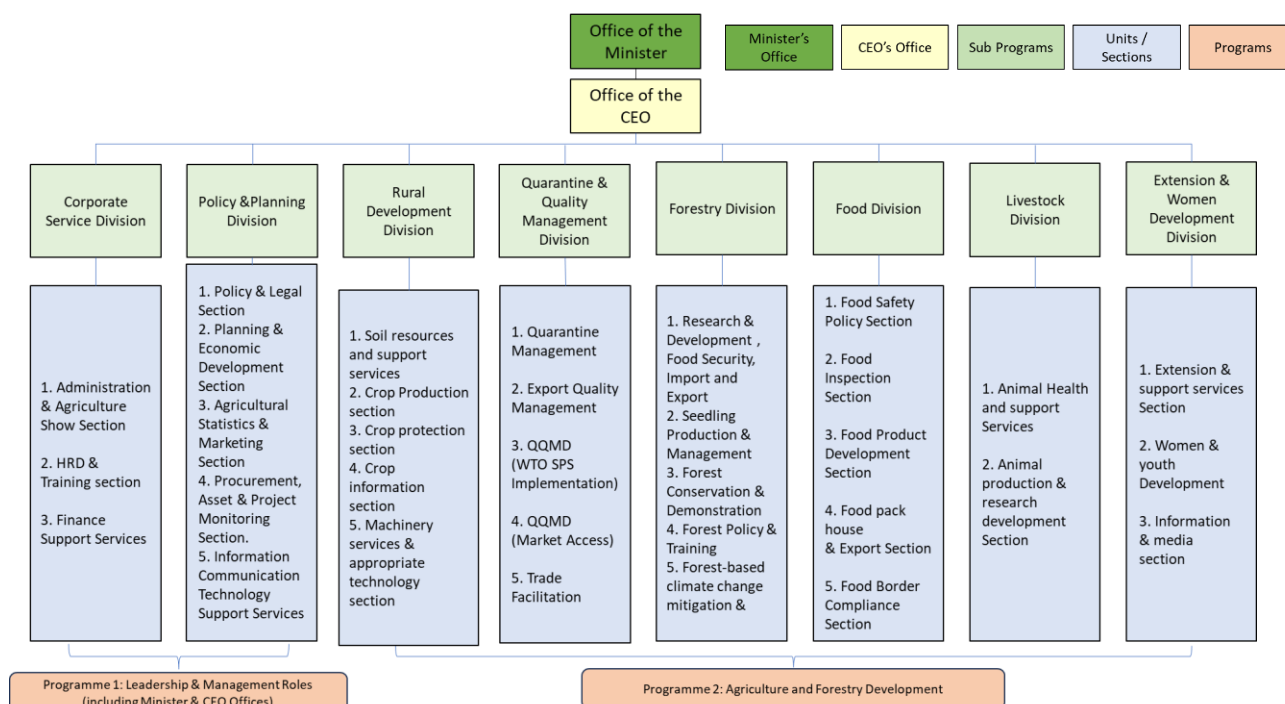 Office of the
Minister
Minister's
Office
CEO's Office
Sub Programs
Units /
Sections
Programs
Office of the
CEO
Corporate
Service Division
Policy &Planning
Division
Rural
Development
Division
Quarantine &
Quality
Management
Division
Forestry Division
Food Division
Livestock
Division
Extension &
Women
Development
Division
1. Administration
& Agriculture
Show Section
2. HRD &
Training section
3. Finance
Support Services
1. Policy & Legal
Section
2. Planning &
Economic
Development
Section
3. Agricultural
Statistics &
Marketing
Section
4. Procurement,
Asset & Project
Monitoring
Section.
5. Information
Communication
Technology
Support Services
1. Soil resources
and support
services
2. Crop Production
section
3. Crop protection
section
4. Crop
information
section
5. Machinery
services &
appropriate
technology
section
1. Quarantine
Management
2. Export Quality
Management
3. QQMD
(WTO SPS
Implementation)
4. QQMD
(Market Access)
5. Trade
Facilitation
1. Research &
Development ,
Food Security,
Import and
Export
2. Seedling
Production &
Management
3. Forest
Conservation &
Demonstration
4. Forest Policy &
Training
5. Forest-based
climate change
mitigation &
1. Food Safety
Policy Section
2. Food
Inspection
Section
3. Food Product
Development
Section
4. Food pack
house
& Export Section
5. Food Border
Compliance
Section
1. Animal Health
and support
Services
2. Animal
production &
research
development
Section
1. Extension &
support services
Section
2. Women &
youth
Development
3. Information
& media
section
Programme 1: Leadership & Management Roles
(including Minister & CEO Offices)
Programme 2: Agriculture and Forestry Development